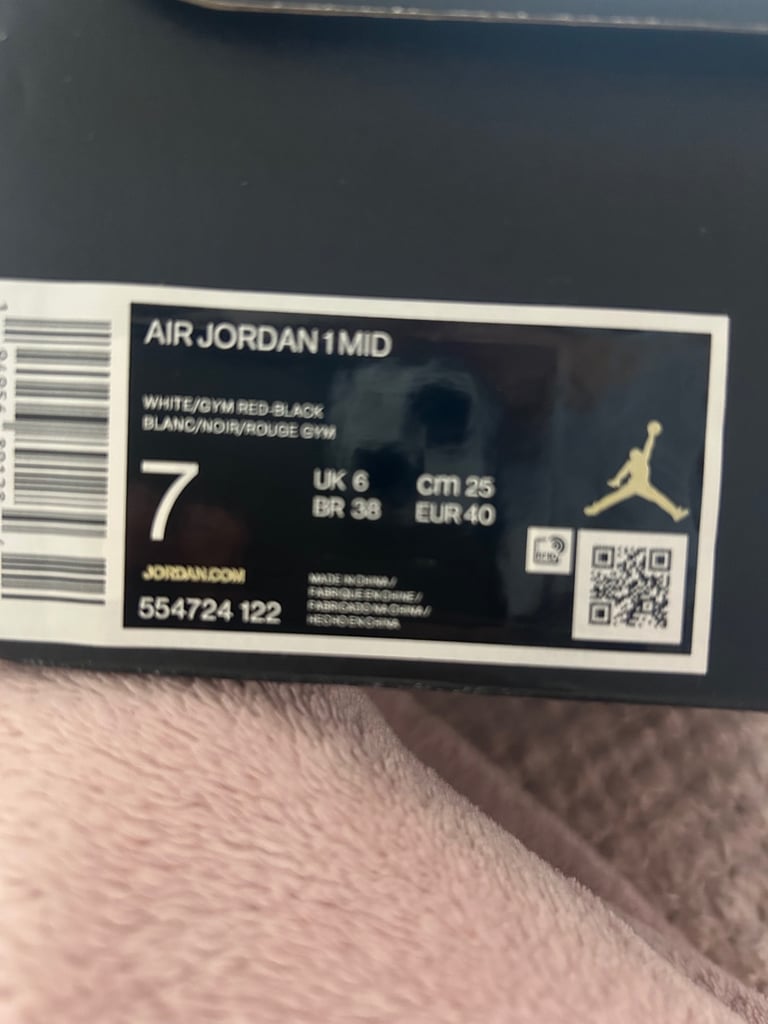 AIR JORDAN 1 MID
WHITE/GYM RED-BLACK
BLANC/NOIR/ROUGE GYM
7
UK 6 cm 25
BR 38 EUR 40
JORDAN.COM
554724 122
MADE IN CHINA/
FABRIQUE EN CHINE/
FABRICADO NA CHINA/
HECHO EN CHINA